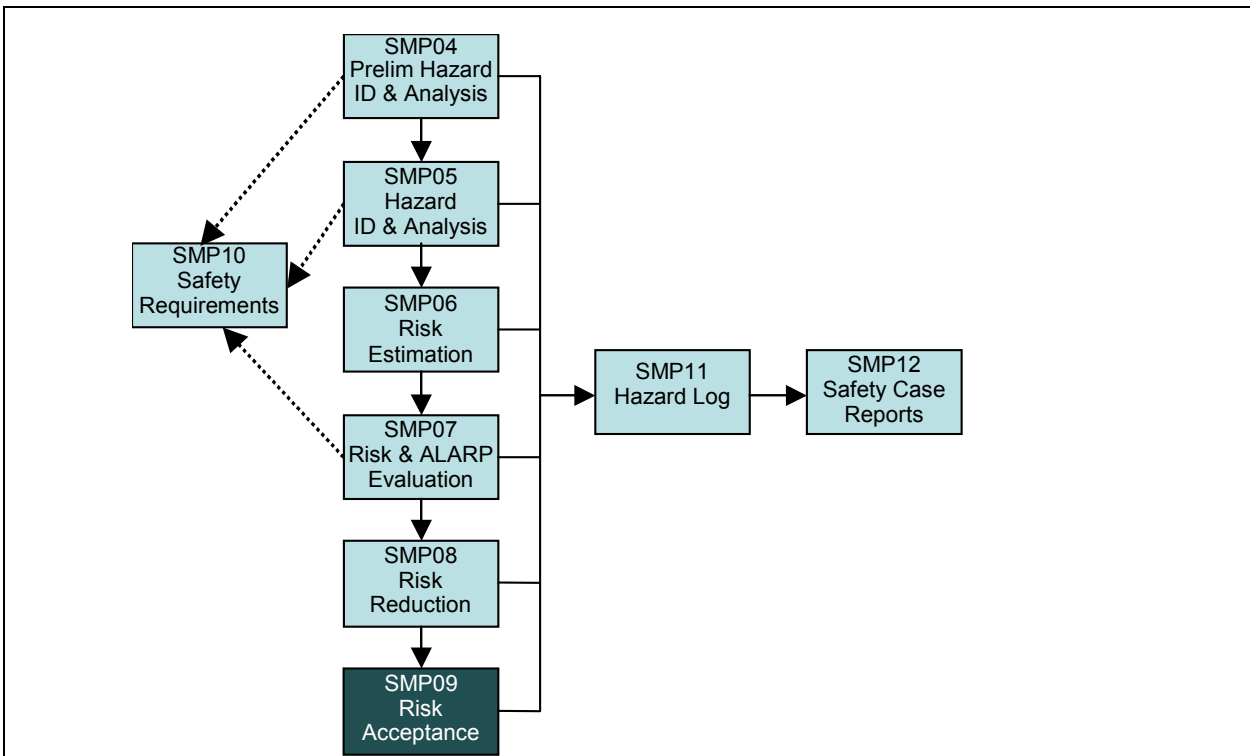 SMP04
Prelim Hazard
ID & Analysis
SMP05
Hazard
ID & Analysis
SMP10
Safety
Requirements
SMP06
Risk
Estimation
SMP11
Hazard Log
SMP12
Safety Case
Reports
SMP07
Risk & ALARP
Evaluation
SMP08
Risk
Reduction
SMP09
Risk
Acceptance